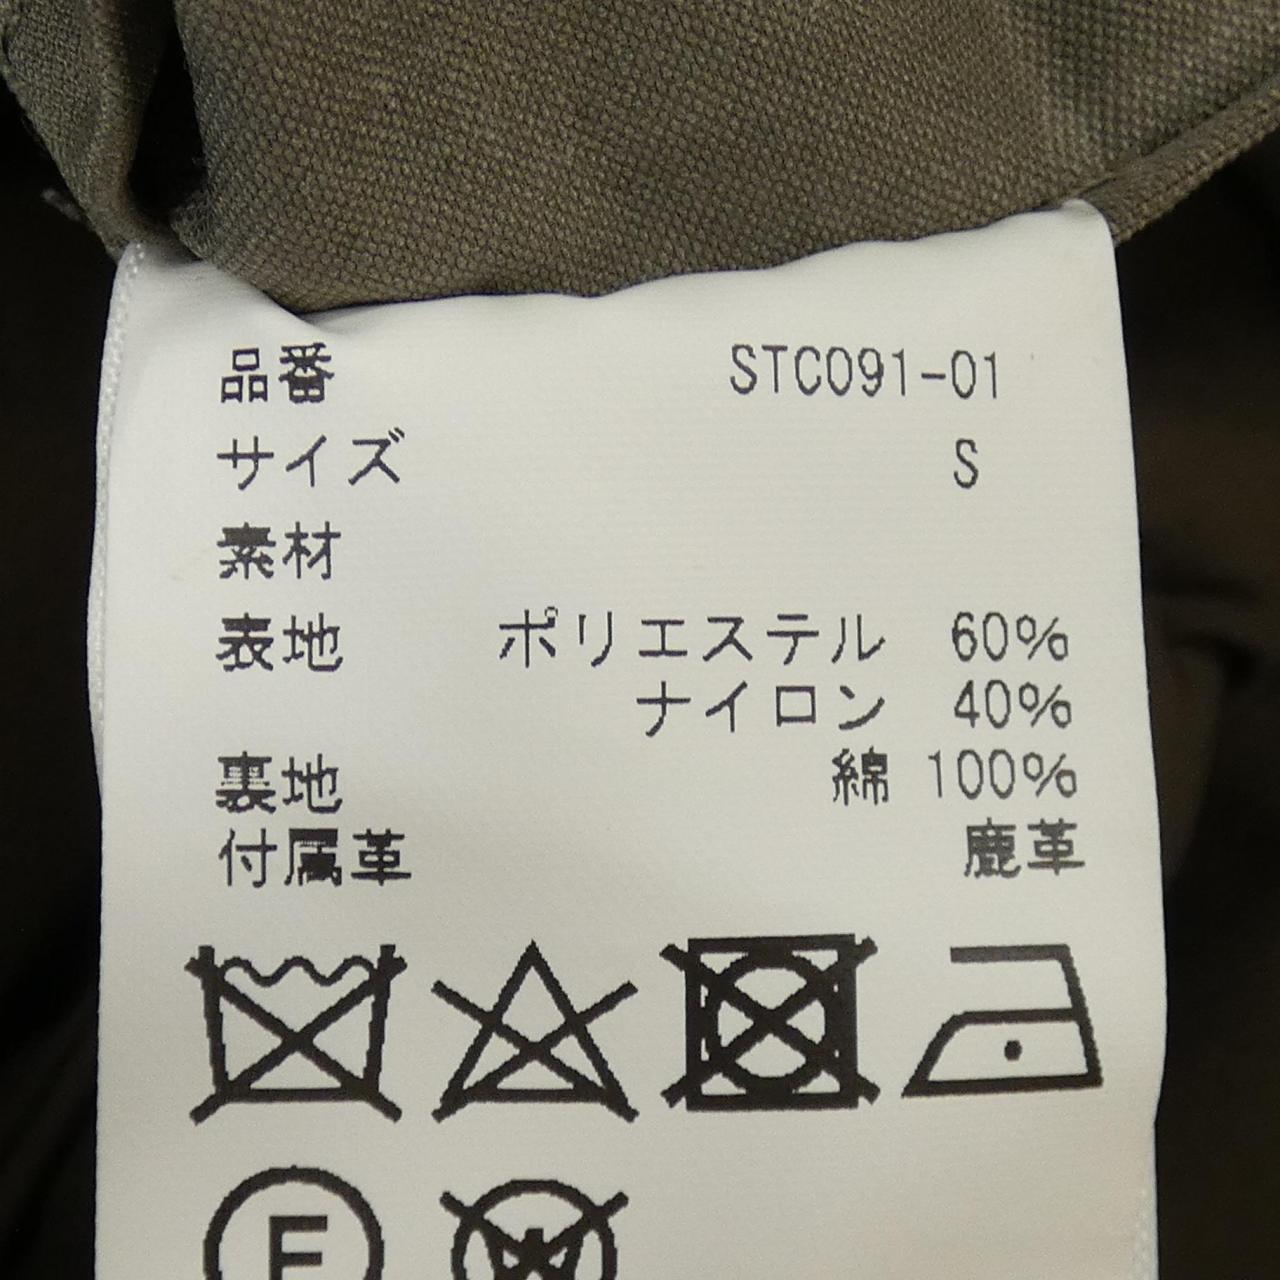 品番 STC091-01
サイズ S
素材
表地 ポリエステル 60%
ナイロン 40%
裏地 綿 100%
付属革 鹿革
F
W